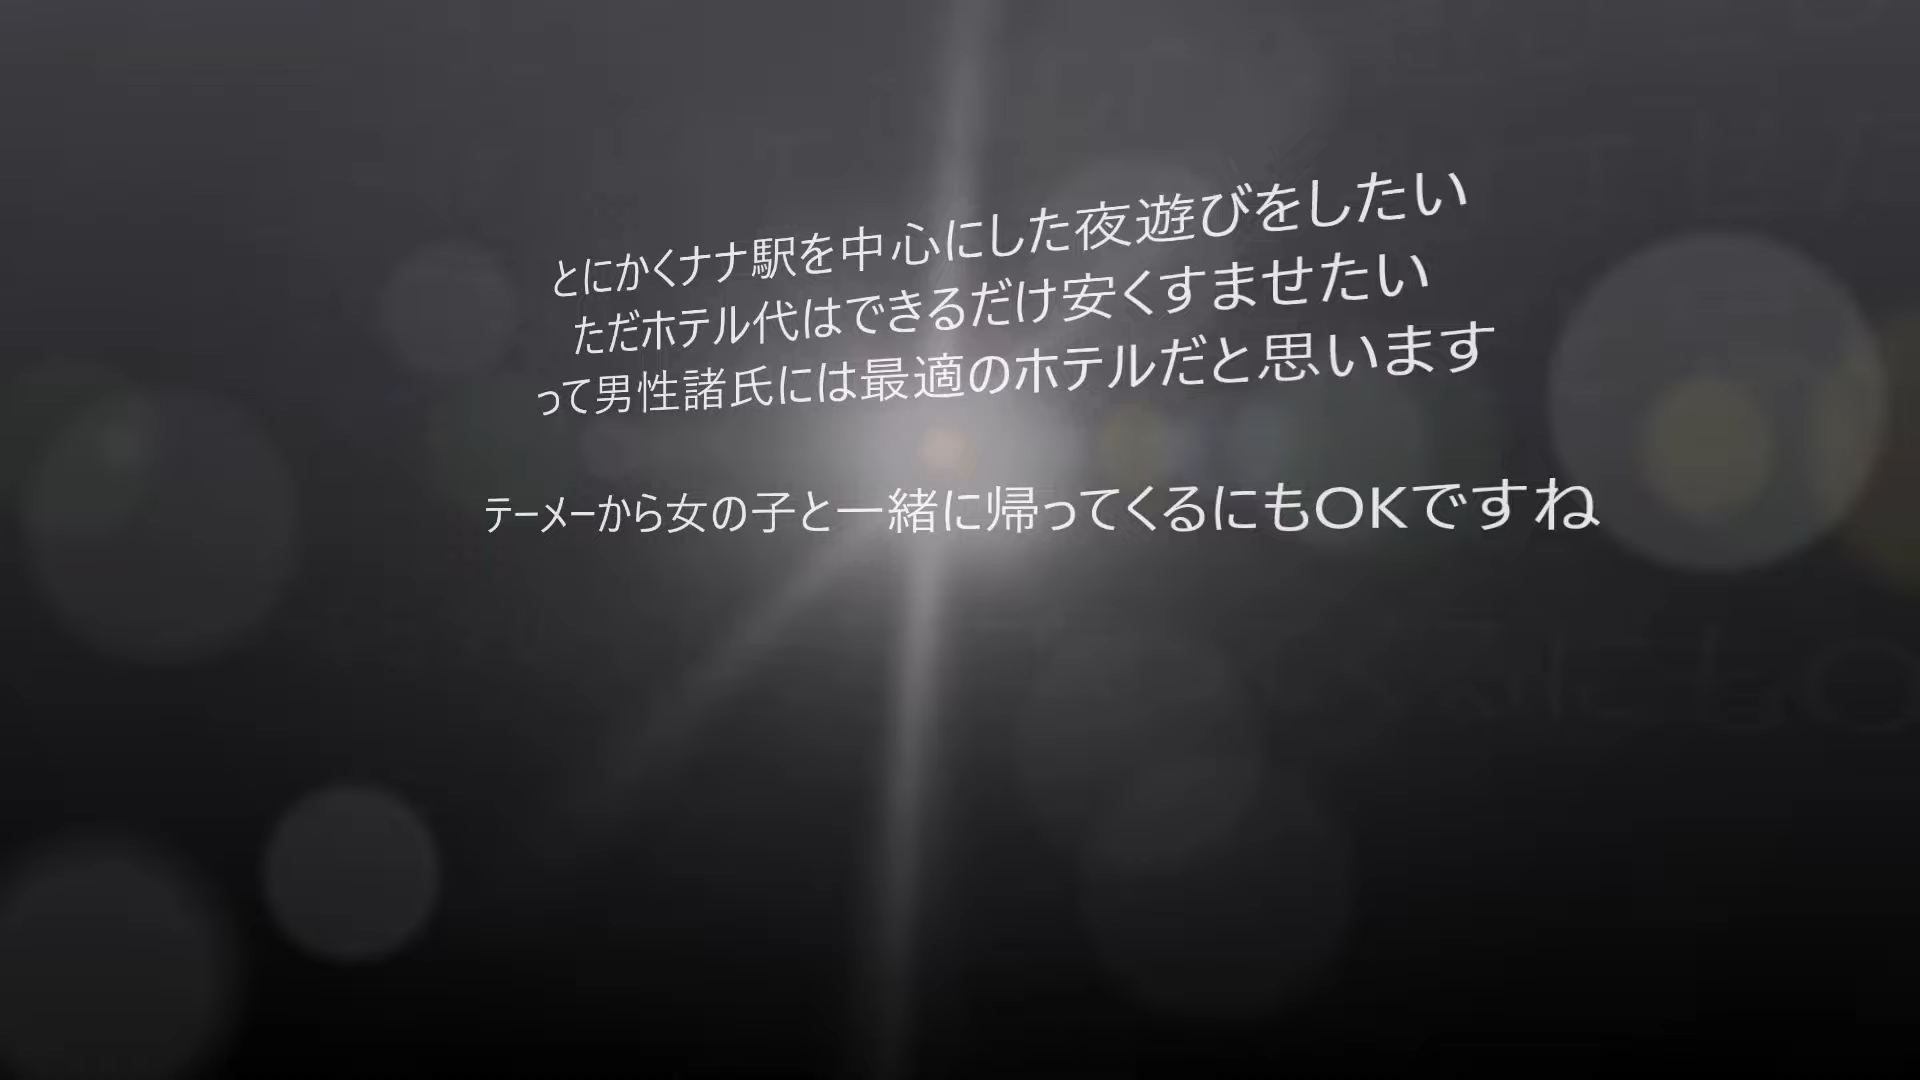 とにかくナナ駅を中心にした夜遊びをしたい
ただホテル代はできるだけ安くすませたい
って男性諸氏には最適のホテルだと思います
テーメーから女の子と一緒に帰ってくるにもOKですね